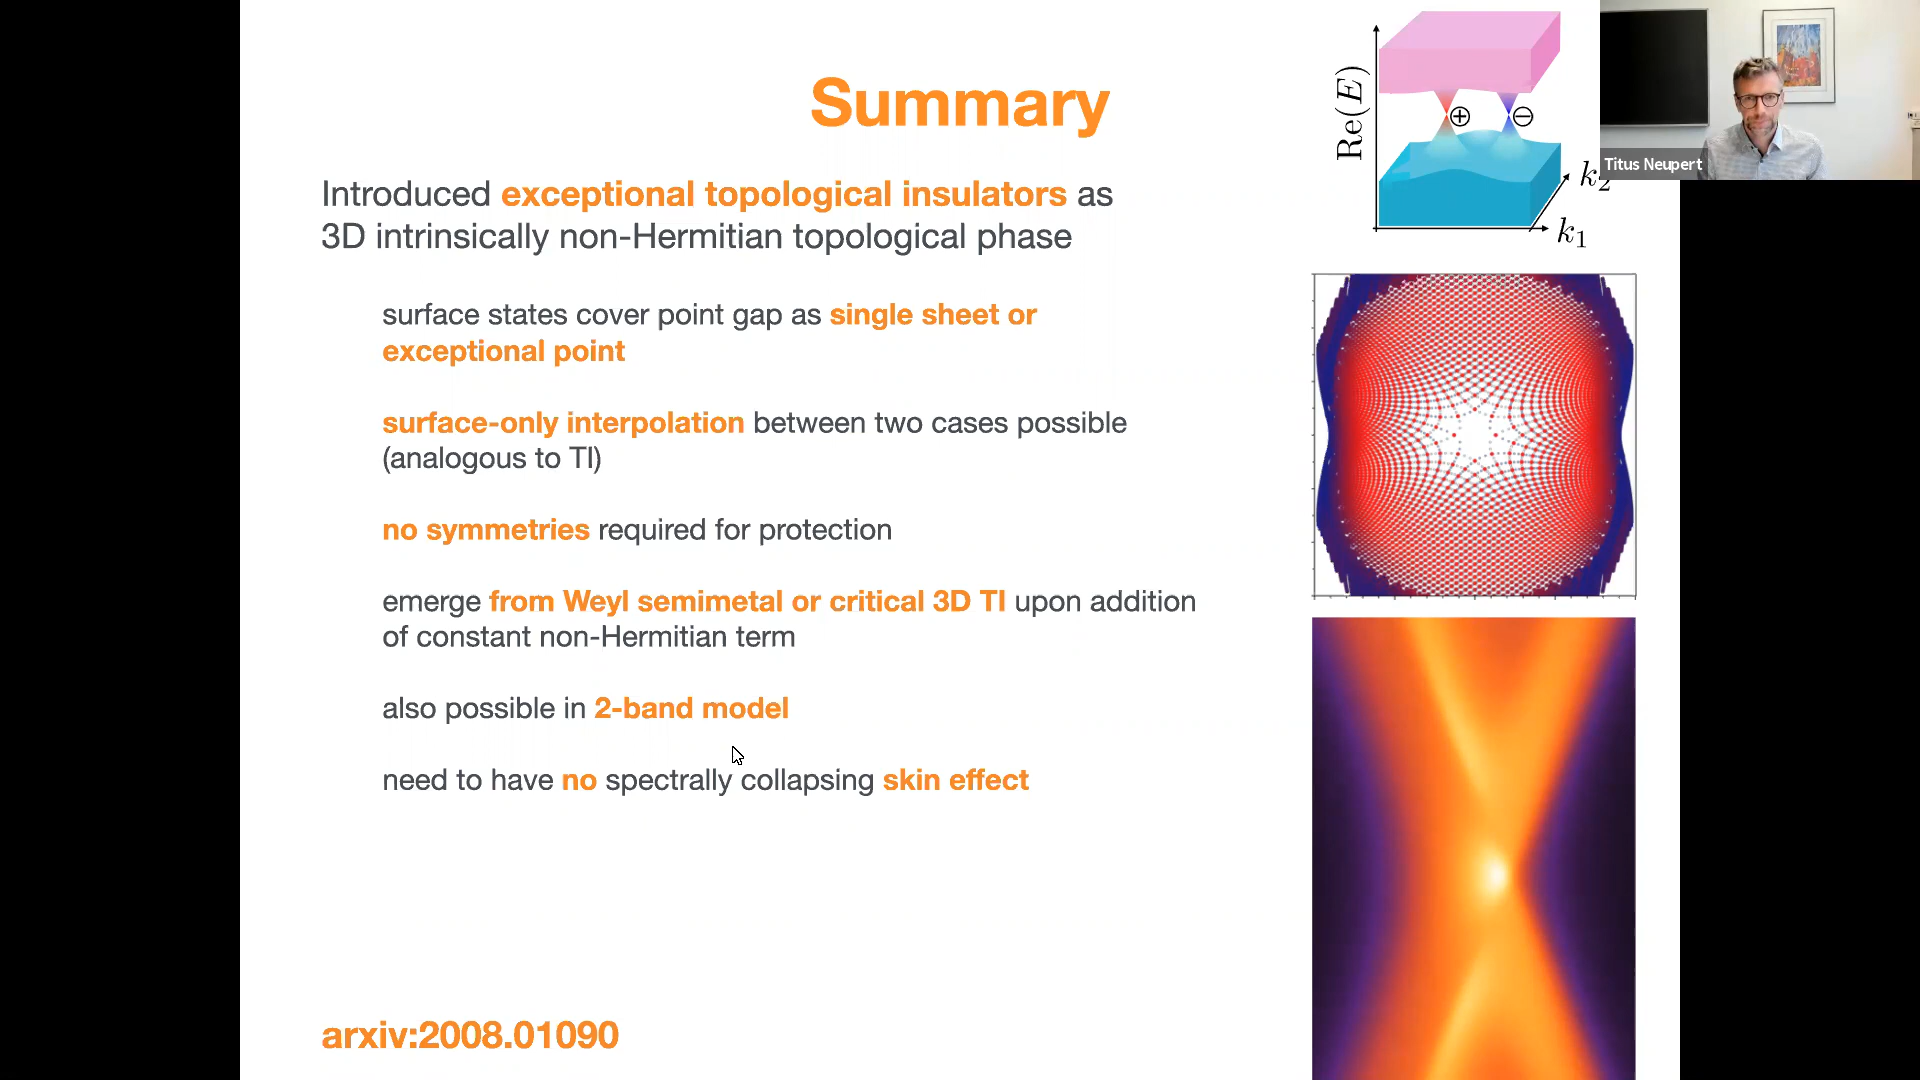 Summary
Introduced exceptional topological insulators as
3D intrinsically non-Hermitian topological phase
surface states cover point gap as single sheet or
exceptional point
surface-only interpolation between two cases possible
(analogous to TI)
no symmetries required for protection
emerge from Weyl semimetal or critical 3D TI upon addition
of constant non-Hermitian term
also possible in 2-band model
need to have no spectrally collapsing skin effect
arxiv:2008.01090
Re(E)
+
−
k₂
k₁
Titus Neupert